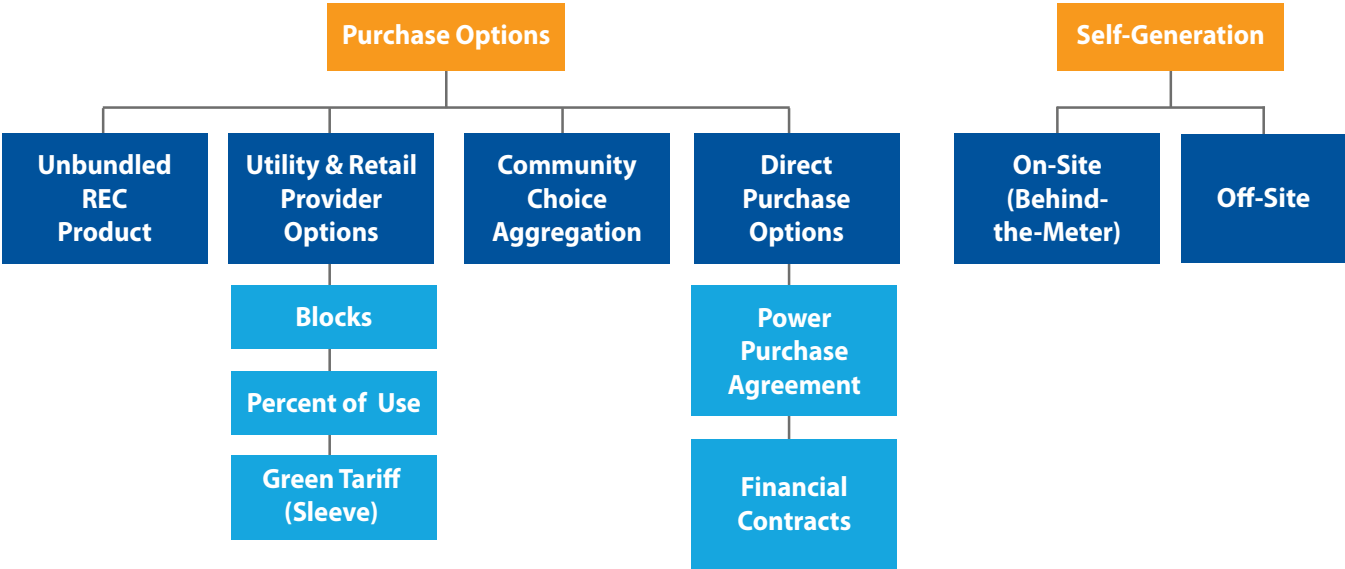 Purchase Options
Self-Generation
Unbundled
REC
Product
Utility & Retail
Provider
Options
Community
Choice
Aggregation
Direct
Purchase
Options
On-Site
(Behind-
the-Meter)
Off-Site
Blocks
Percent of Use
Green Tariff
(Sleeve)
Power
Purchase
Agreement
Financial
Contracts